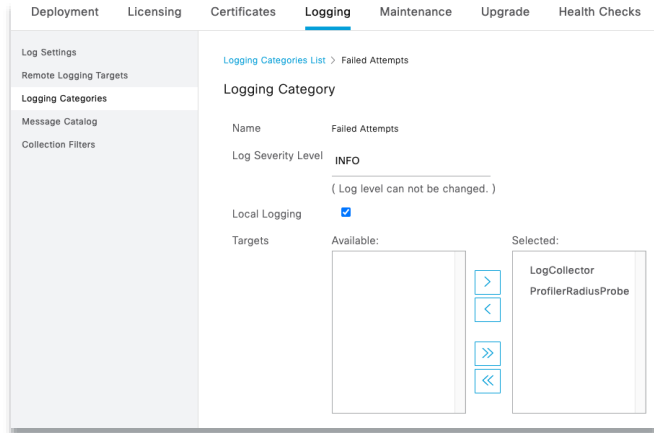 Deployment Licensing Certificates Logging Maintenance Upgrade Health Checks
Log Settings
Remote Logging Targets
Logging Categories
Message Catalog
Collection Filters
Logging Categories List > Failed Attempts
Logging Category
Name Failed Attempts
Log Severity Level INFO
( Log level can not be changed. )
Local Logging
Targets Available: Selected:
LogCollector
ProfilerRadiusProbe